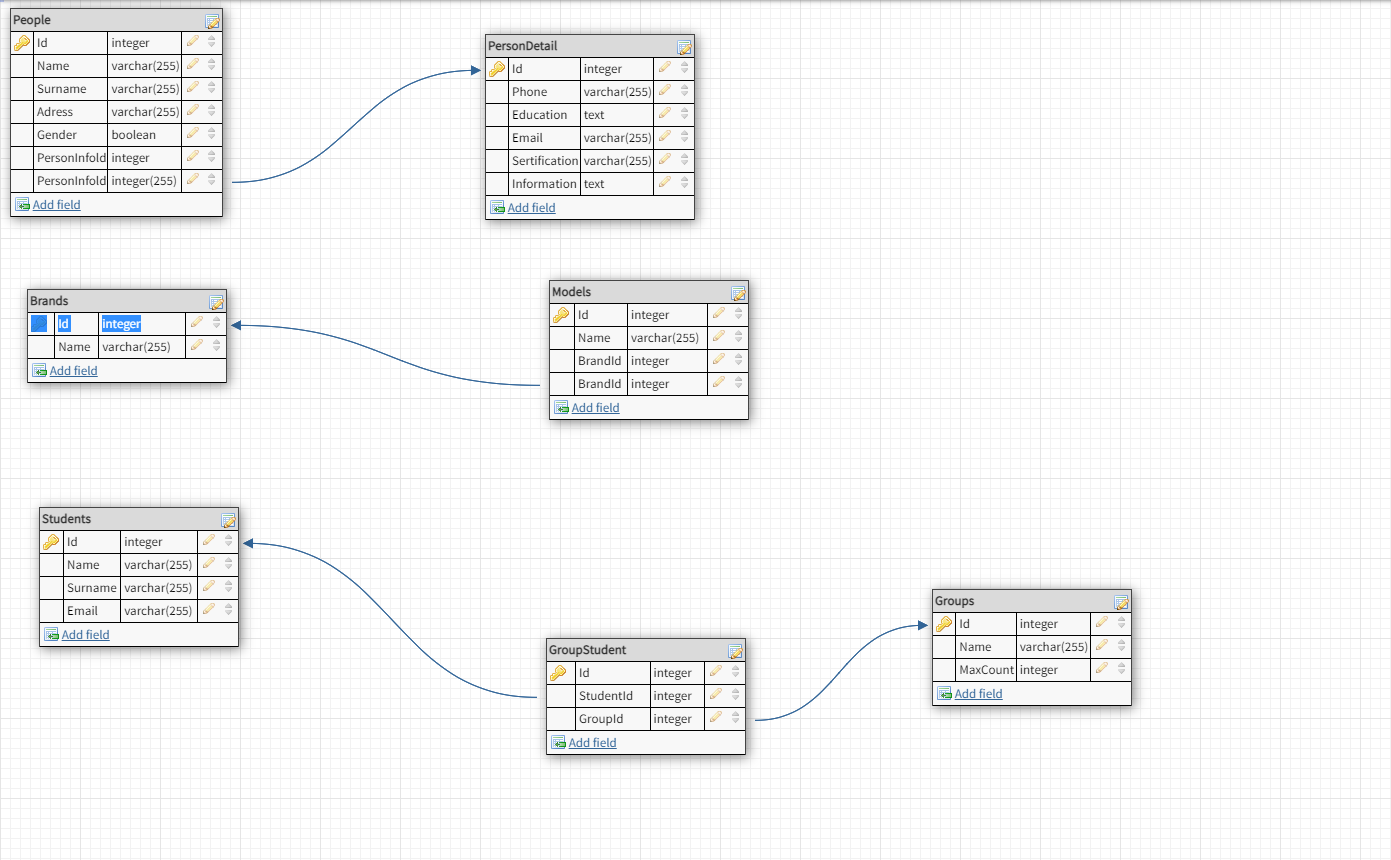 People
Id integer
Name varchar(255)
Surname varchar(255)
Adress varchar(255)
Gender boolean
PersonInfoId integer
PersonInfoId integer(255)
Add field
PersonDetail
Id integer
Phone varchar(255)
Education text
Email varchar(255)
Sertification varchar(255)
Information text
Add field
Brands
Id integer
Name varchar(255)
Add field
Models
Id integer
Name varchar(255)
BrandId integer
BrandId integer
Add field
Students
Id integer
Name varchar(255)
Surname varchar(255)
Email varchar(255)
Add field
GroupStudent
Id integer
StudentId integer
GroupId integer
Add field
Groups
Id integer
Name varchar(255)
MaxCount integer
Add field